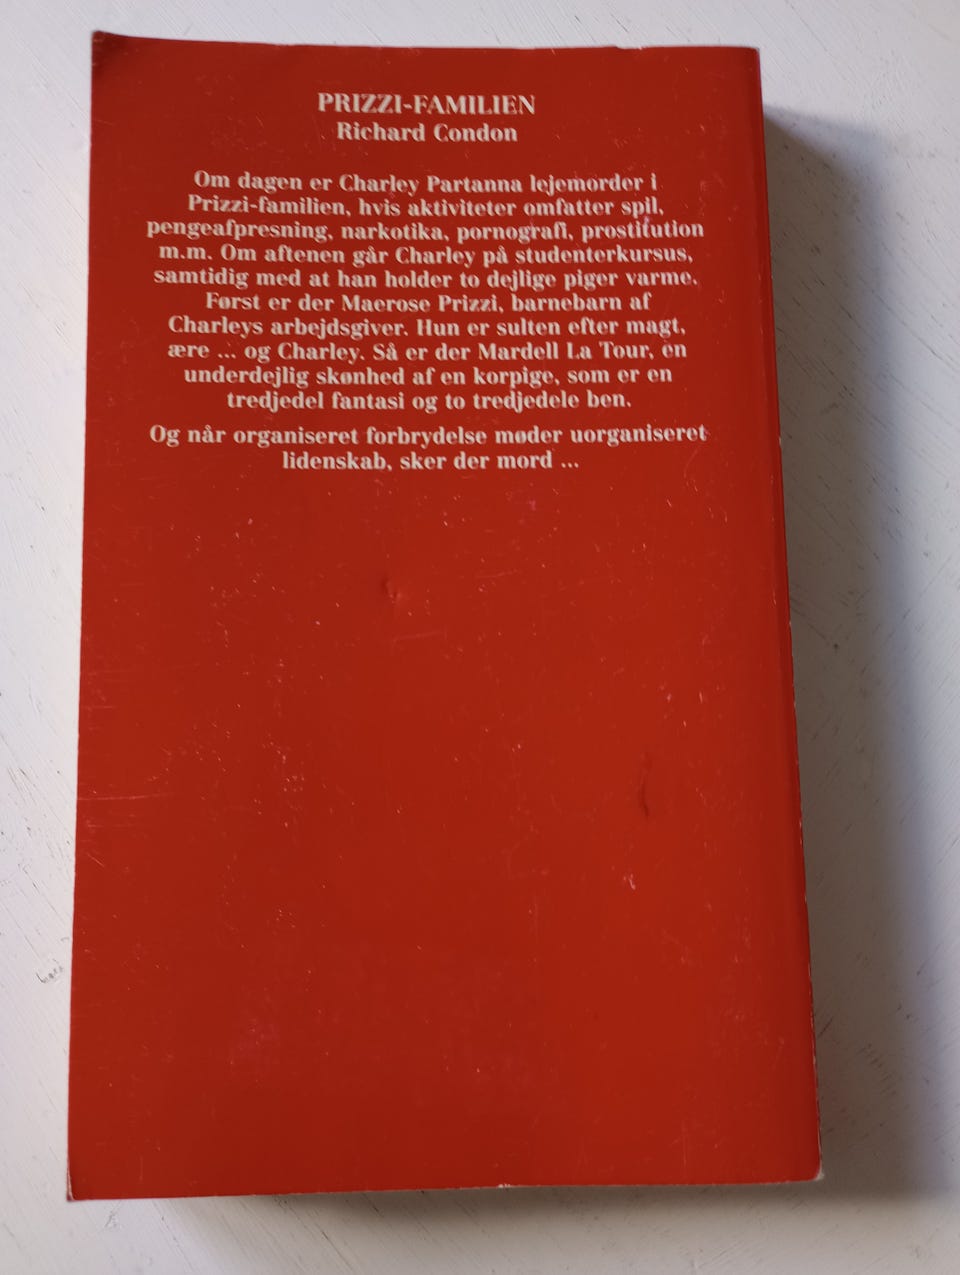 PRIZZI-FAMILIEN
Richard Condon
Om dagen er Charley Partanna lejemorder i
Prizzi-familien, hvis aktiviteter omfatter spil,
pengeafpresning, narkotika, pornografi, prostitution
m.m. Om aftenen går Charley på studenterkursus,
samtidig med at han holder to dejlige piger varme.
Først er der Maerose Prizzi, barnebarn af
Charleys arbejdsgiver. Hun er sulten efter magt,
ære ... og Charley. Så er der Mardell La Tour, en
underdejlig skønhed af en korpige, som er en
tredjedel fantasi og to tredjedele ben.
Og når organiseret forbrydelse møder uorganiseret
lidenskab, sker der mord ...